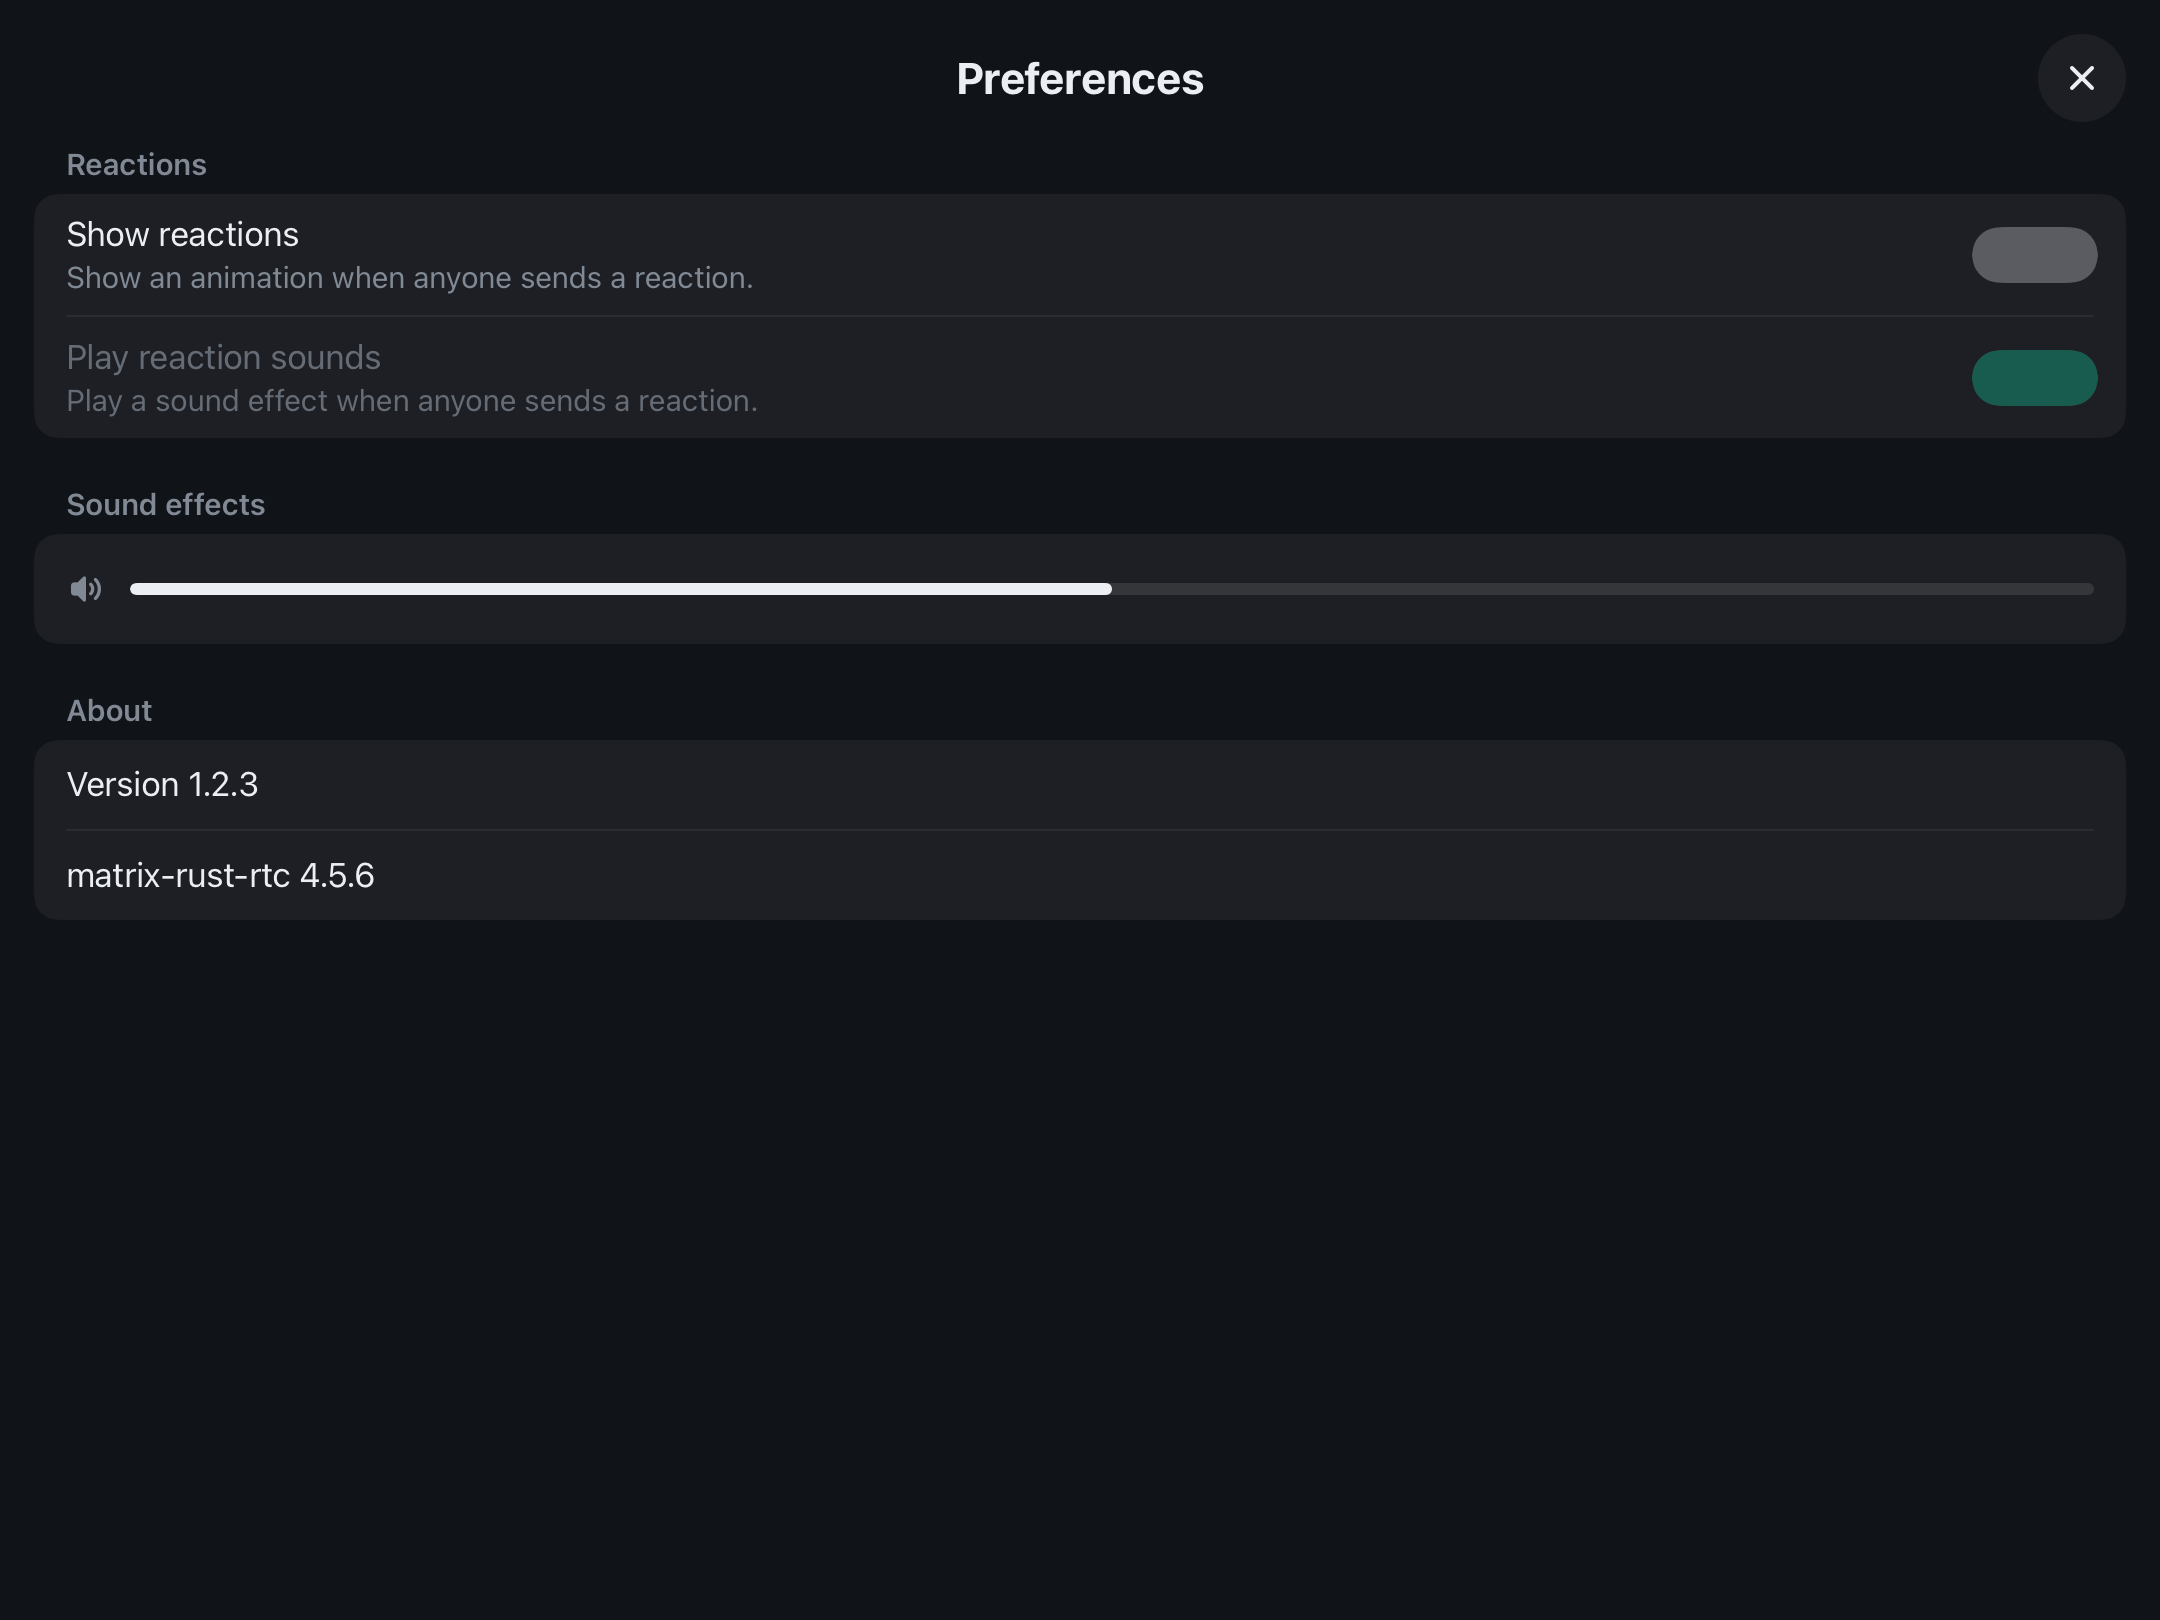 Preferences
Reactions
Show reactions
Show an animation when anyone sends a reaction.
Play reaction sounds
Play a sound effect when anyone sends a reaction.
Sound effects
About
Version 1.2.3
matrix-rust-rtc 4.5.6